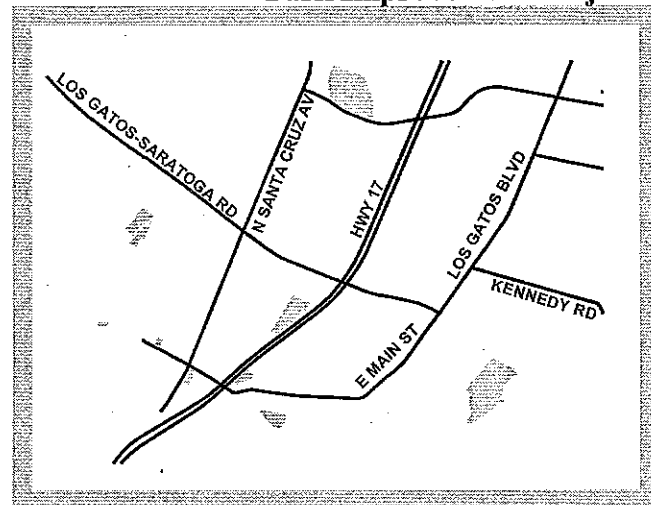 LOS GATOS-SARATOGA RD
N SANTA CRUZ AV
HWY 17
LOS GATOS BLVD
KENNEDY RD
E MAIN ST